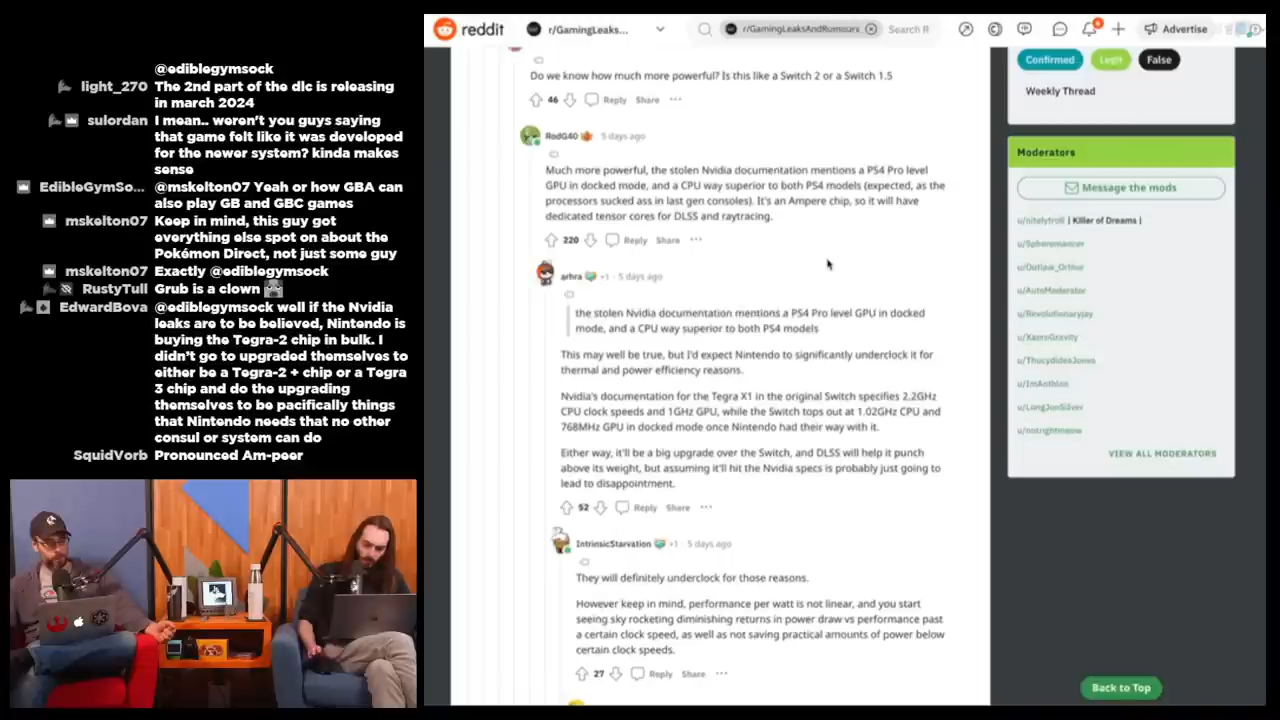 @ediblegymsock
light_270 The 2nd part of the dlc is releasing
in march 2024
sulordan I mean.. weren't you guys saying
that game felt like it was developed
for the newer system? kinda makes
sense
EdibleGymSo... @mskelton07 Yeah or how GBA can
also play GB and GBC games
mskelton07 Keep in mind, this guy got
everything else spot on about the
Pokémon Direct, not just some guy
mskelton07 Exactly @ediblegymsock
RustyTull Grub is a clown
EdwardBova @ediblegymsock well if the Nvidia
leaks are to be believed, Nintendo is
buying the Tegra-2 chip In bulk. I
didn't go to upgraded themselves to
either be a Tegra-2 + chip or a Tegra
3 chip and do the upgrading
themselves to be pacifically things
that Nintendo needs that no other
consul or system can do
SquidVorb Pronounced Am-peer
reddit
r/GamingLeaks...
r/GamingLeaksAndRumours
Search R
Advertise
Do we know how much more powerful? Is this like a Switch 2 or a Switch 1.5
46 Reply Share ...
RodG40 5 days ago
Much more powerful, the stolen Nvidia documentation mentions a PS4 Pro level
GPU in docked mode, and a CPU way superior to both PS4 models (expected, as the
processors sucked ass in last gen consoles). It's an Ampere chip, so it will have
dedicated tensor cores for DLSS and raytracing.
220 Reply Share ...
arhra +1 · 5 days ago
the stolen Nvidia documentation mentions a PS4 Pro level GPU in docked
mode, and a CPU way superior to both PS4 models
This may well be true, but I'd expect Nintendo to significantly underclock it for
thermal and power efficiency reasons.
Nvidia's documentation for the Tegra X1 in the original Switch specifies 2.2GHz
CPU clock speeds and 1GHz GPU, while the Switch tops out at 1.02GHz CPU and
768MHz GPU in docked mode once Nintendo had their way with it.
Either way, it'll be a big upgrade over the Switch, and DLSS will help it punch
above its weight, but assuming it'll hit the Nvidia specs is probably just going to
lead to disappointment.
52 Reply Share ...
IntrinsicStarvation +1 · 5 days ago
They will definitely underclock for those reasons.
However keep in mind, performance per watt is not linear, and you start
seeing sky rocketing diminishing returns in power draw vs performance past
a certain clock speed, as well as not saving practical amounts of power below
certain clock speeds.
27 Reply Share ...
Confirmed Legit False
Weekly Thread
Moderators
Message the mods
u/nitelytroll | Killer of Dreams |
u/Spheromancer
u/Outlaw_Orthur
u/AutoModerator
u/Revolutionaryjay
u/XaeroGravity
u/ThucydidesJones
u/ImAnthlon
u/LongJonSiIver
u/notrightmeow
VIEW ALL MODERATORS
Back to Top